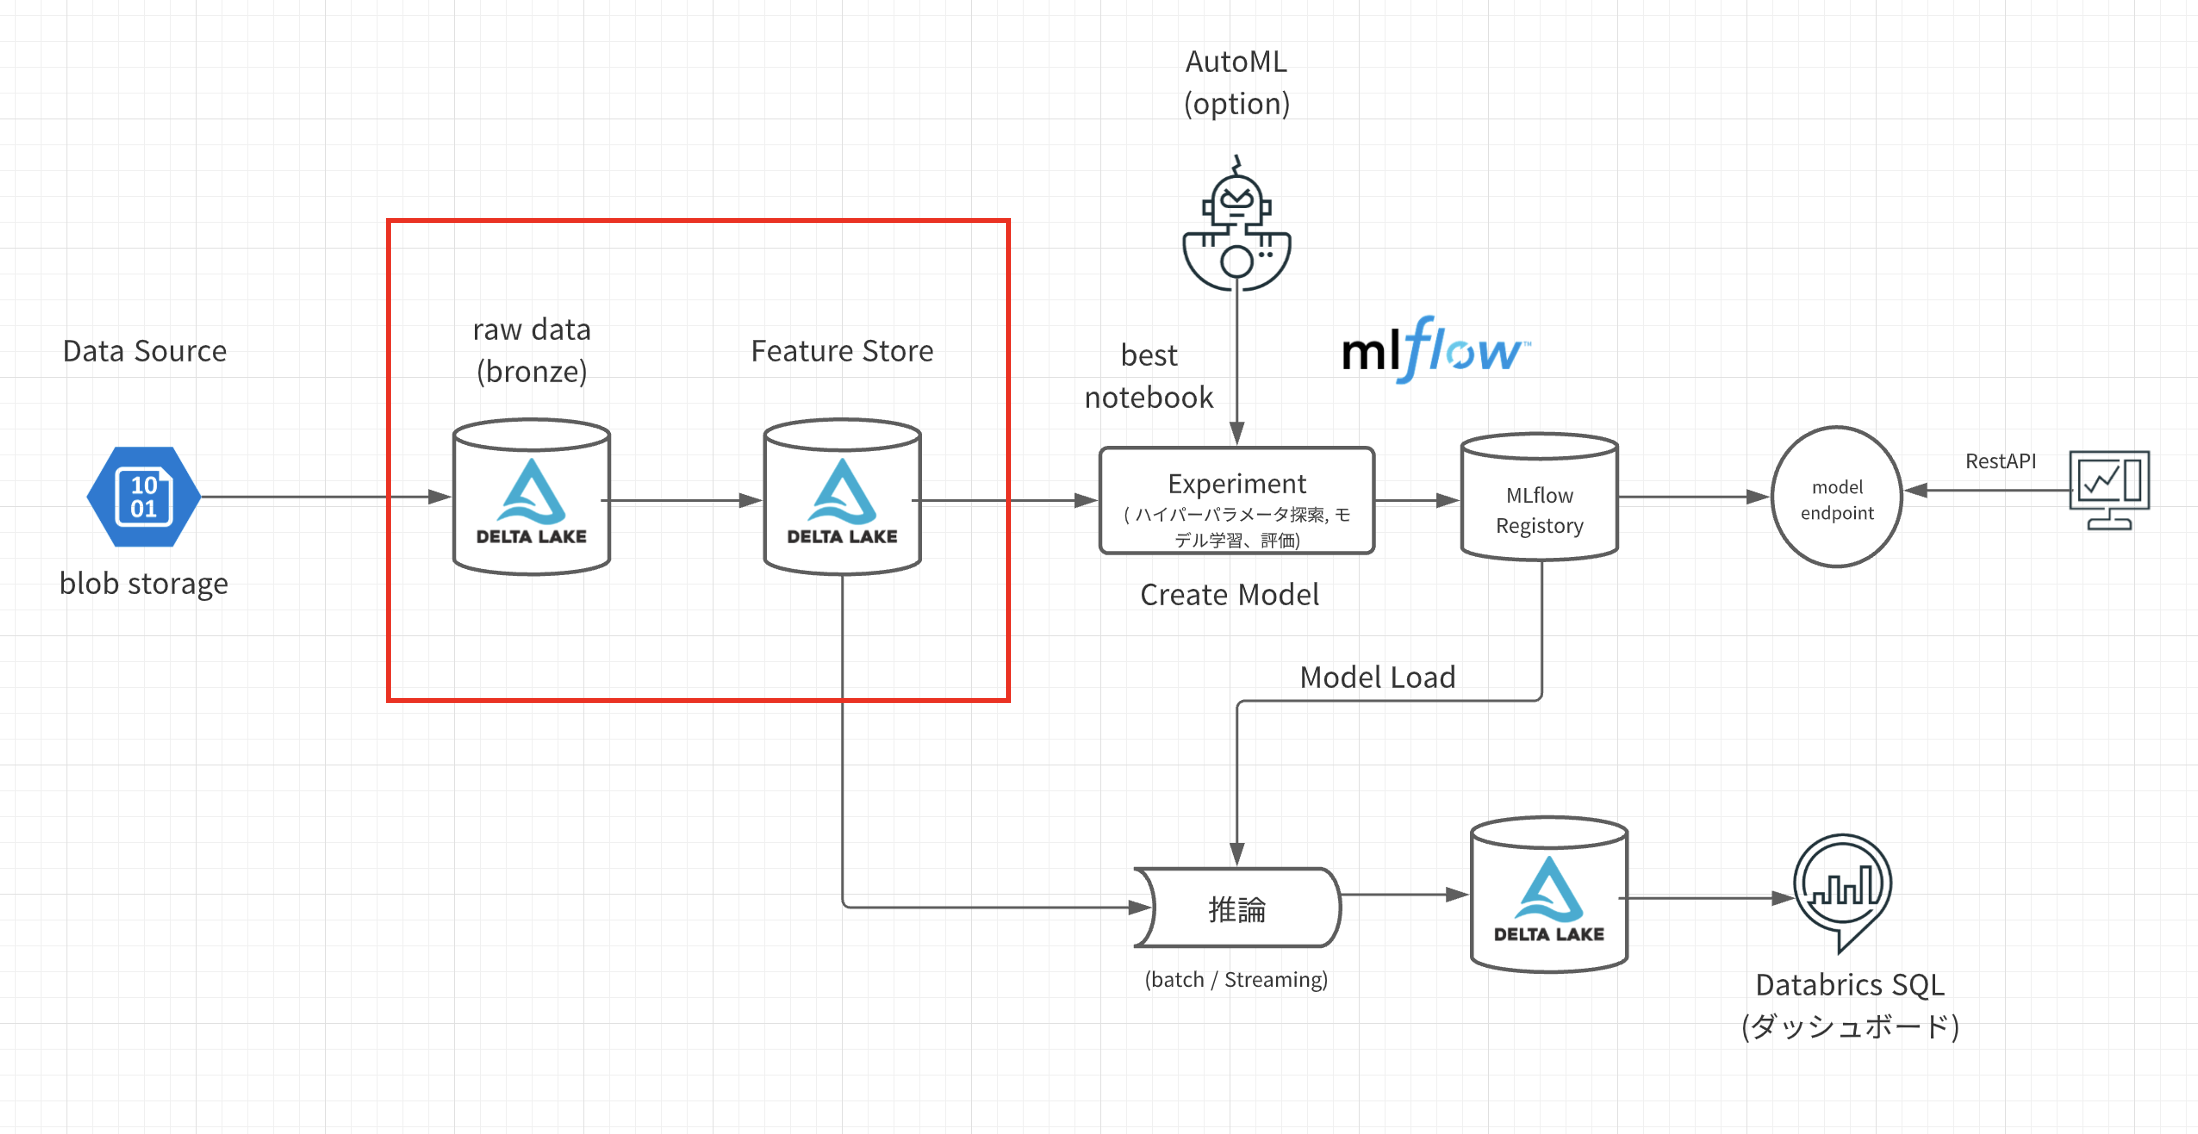 AutoML
(option)
Data Source
10
01
blob storage
raw data
(bronze)
DELTA LAKE
Feature Store
DELTA LAKE
best
notebook
mlflow™
Experiment
( ハイパーパラメータ探索, モ
デル学習、評価)
Create Model
MLflow
Registory
model
endpoint
RestAPI
Model Load
推論
(batch / Streaming)
DELTA LAKE
Databrics SQL
(ダッシュボード)